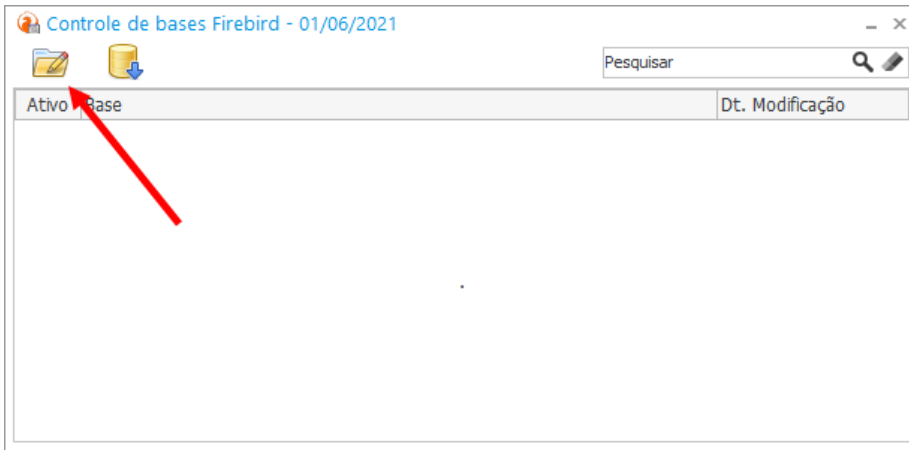 Controle de bases Firebird - 01/06/2021
Pesquisar
Ativo Base Dt. Modificação